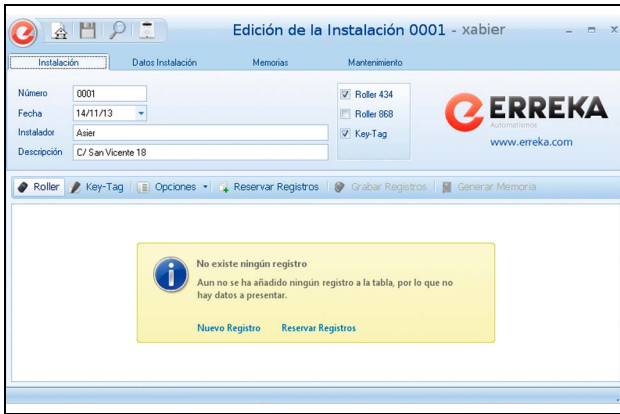 Edición de la Instalación 0001 - xabier
Instalación Datos Instalación Memorias Mantenimiento
Número 0001
Fecha 14/11/13
Instalador Asier
Descripción C/ San Vicente 18
Roller 434
Roller 868
Key-Tag
ERREKA
Automatismos
www.erreka.com
Roller Key-Tag Opciones Reservar Registros Grabar Registros Generar Memoria
No existe ningún registro
Aun no se ha añadido ningún registro a la tabla, por lo que no
hay datos a presentar.
Nuevo Registro Reservar Registros